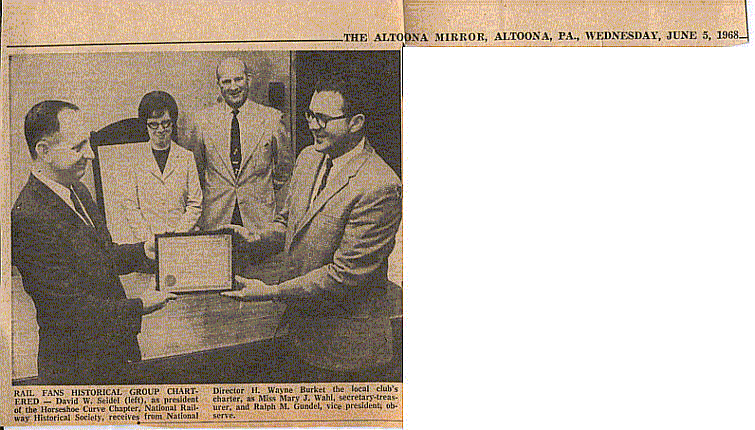 THE ALTOONA MIRROR, ALTOONA, PA., WEDNESDAY, JUNE 5, 1968
RAIL FANS HISTORICAL GROUP CHART-
ERED — David W. Seidel (left), as president
of the Horseshoe Curve Chapter, National Rail-
way Historical Society, receives from National
Director H. Wayne Burket the local club's
charter, as Miss Mary J. Wahl, secretary-treas-
urer, and Ralph M. Gundel, vice president; ob-
serve.